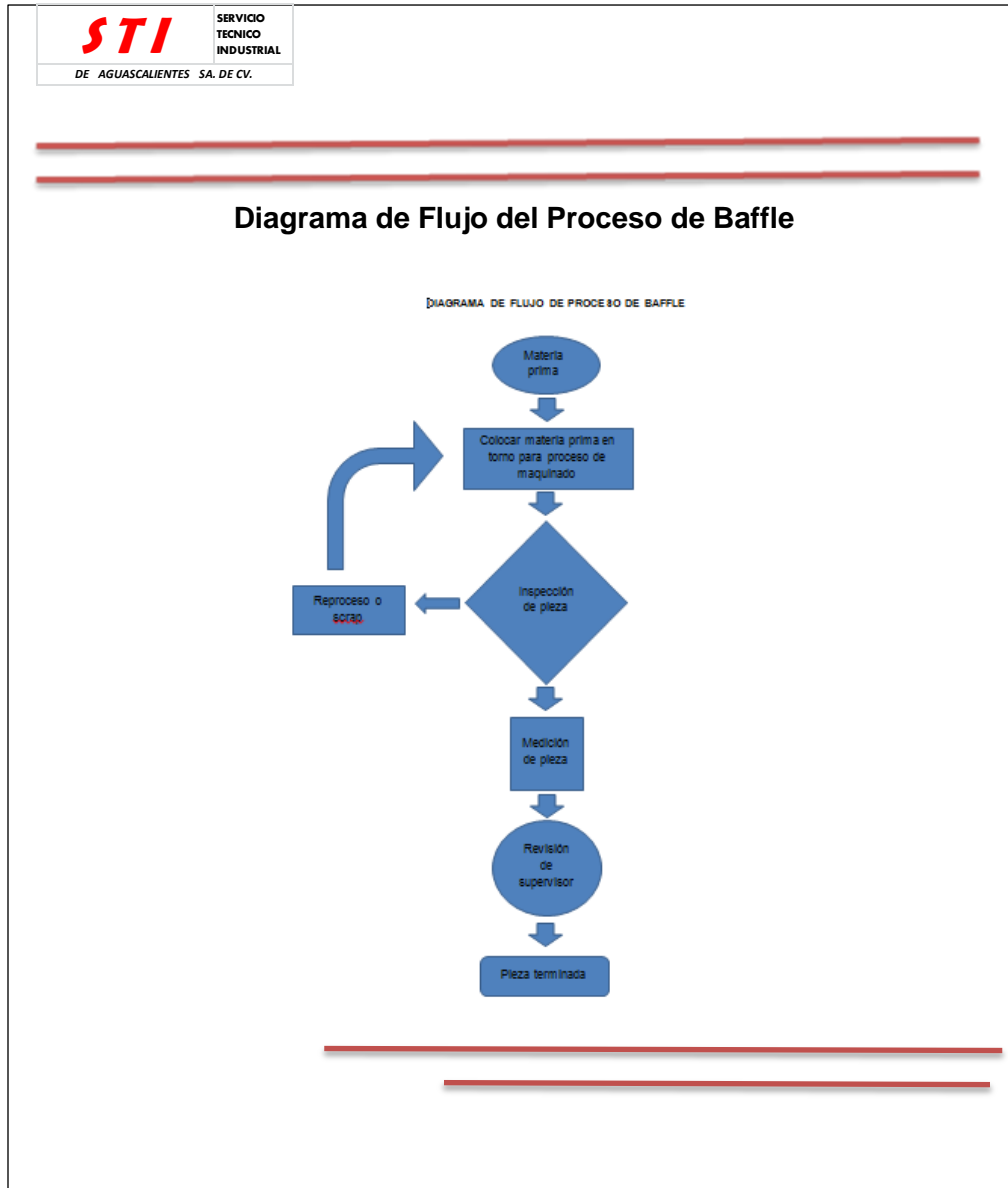 STI
SERVICIO
TECNICO
INDUSTRIAL
DE AGUASCALIENTES SA. DE CV.
Diagrama de Flujo del Proceso de Baffle
DIAGRAMA DE FLUJO DE PROCESO DE BAFFLE
Materia
prima
Colocar materia prima en
torno para proceso de
maquinado
Inspección
de pieza
Reproceso o
scrap
Medición
de pieza
Revisión
de
supervisor
Pieza terminada